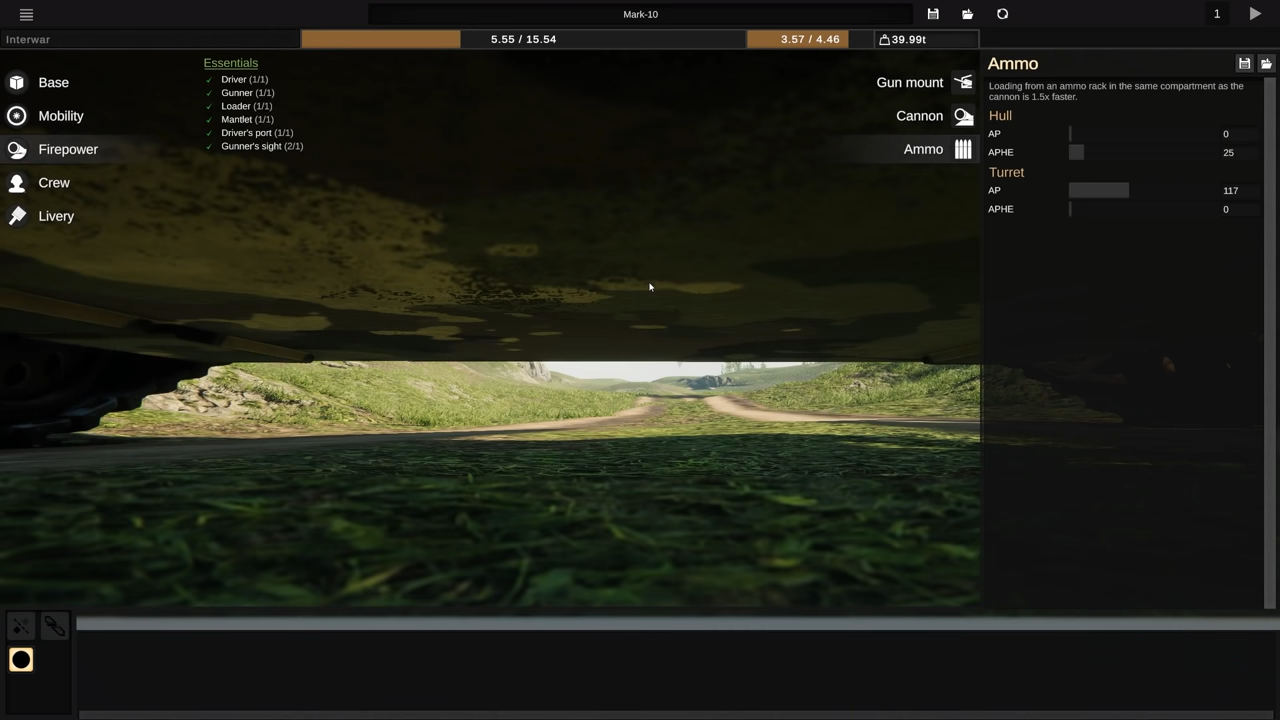 Mark-10
1
Interwar
5.55 / 15.54
3.57 / 4.46
39.99t
Base
Mobility
Firepower
Crew
Livery
Essentials
Driver (1/1)
Gunner (1/1)
Loader (1/1)
Mantlet (1/1)
Driver's port (1/1)
Gunner's sight (2/1)
Gun mount
Cannon
Ammo
Ammo
Loading from an ammo rack in the same compartment as the
cannon is 1.5x faster.
Hull
AP 0
APHE 25
Turret
AP 117
APHE 0